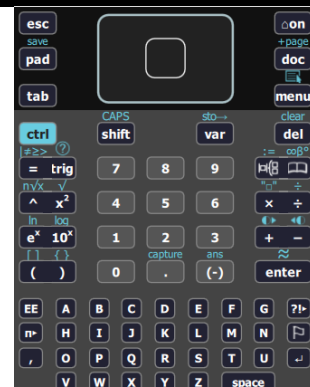 esc ⌂on
save +page
pad doc
tab menu
CAPS sto→ clear
ctrl shift var del
|≠≥> ? := ∞β°
= trig 7 8 9
n√x √ "▫" ÷
^ x² 4 5 6 × ÷
ln log
eˣ 10ˣ 1 2 3 + −
[ ] { } capture ans ≈
( ) 0 . (-) enter
EE A B C D E F G ?!▸
π▸ H I J K L M N
, O P Q R S T U ↵
V W X Y Z space